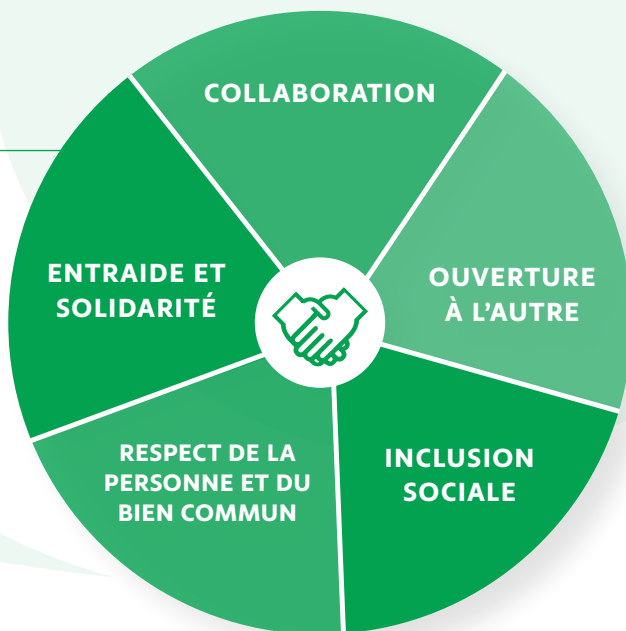 COLLABORATION
OUVERTURE
À L’AUTRE
INCLUSION
SOCIALE
RESPECT DE LA
PERSONNE ET DU
BIEN COMMUN
ENTRAIDE ET
SOLIDARITÉ